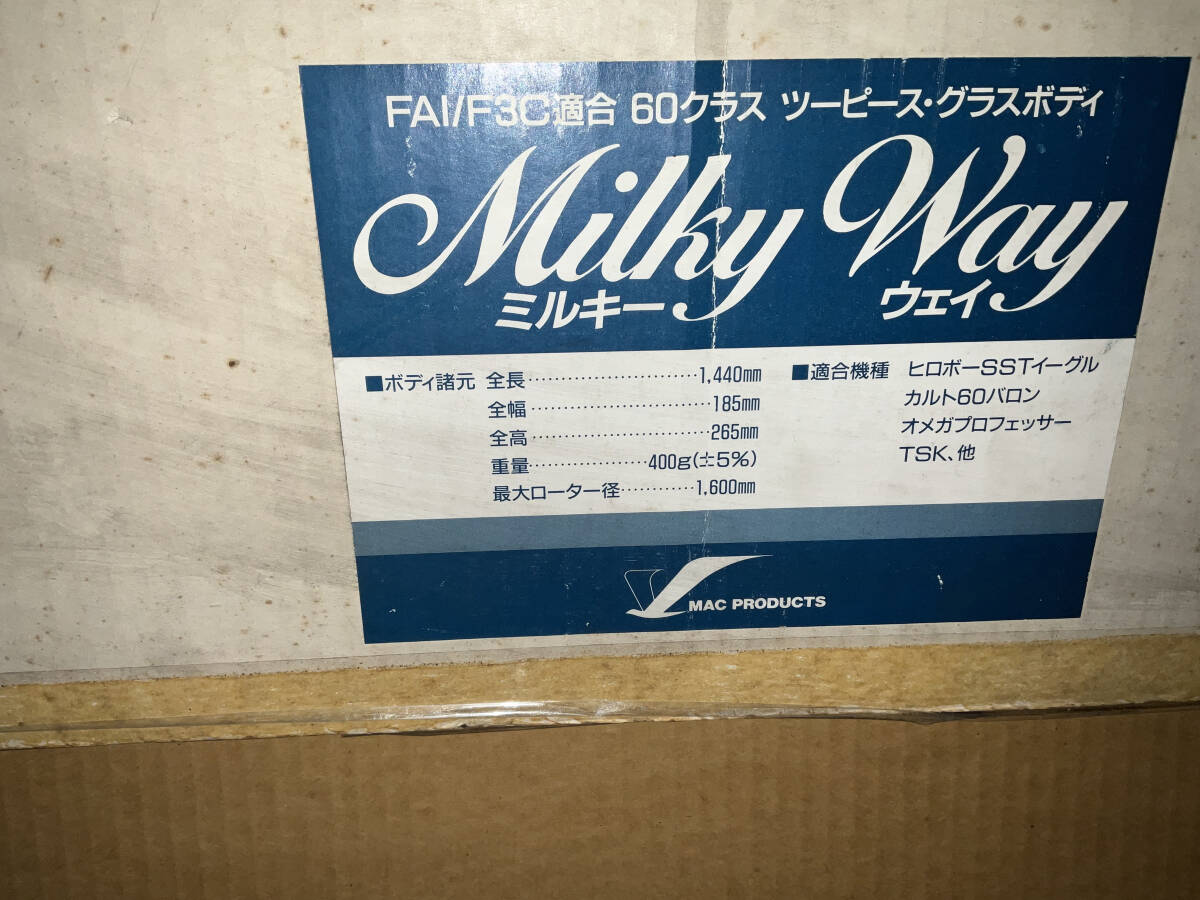 FAI/F3C適合 60クラス ツーピース・グラスボディ
Milky Way
ミルキー ウェイ
■ボディ諸元 全長 1,440mm
全幅 185mm
全高 265mm
重量 400g(±5%)
最大ローター径 1,600mm
■適合機種 ヒロボーSSTイーグル
カルト60バロン
オメガプロフェッサー
TSK、他
MAC PRODUCTS